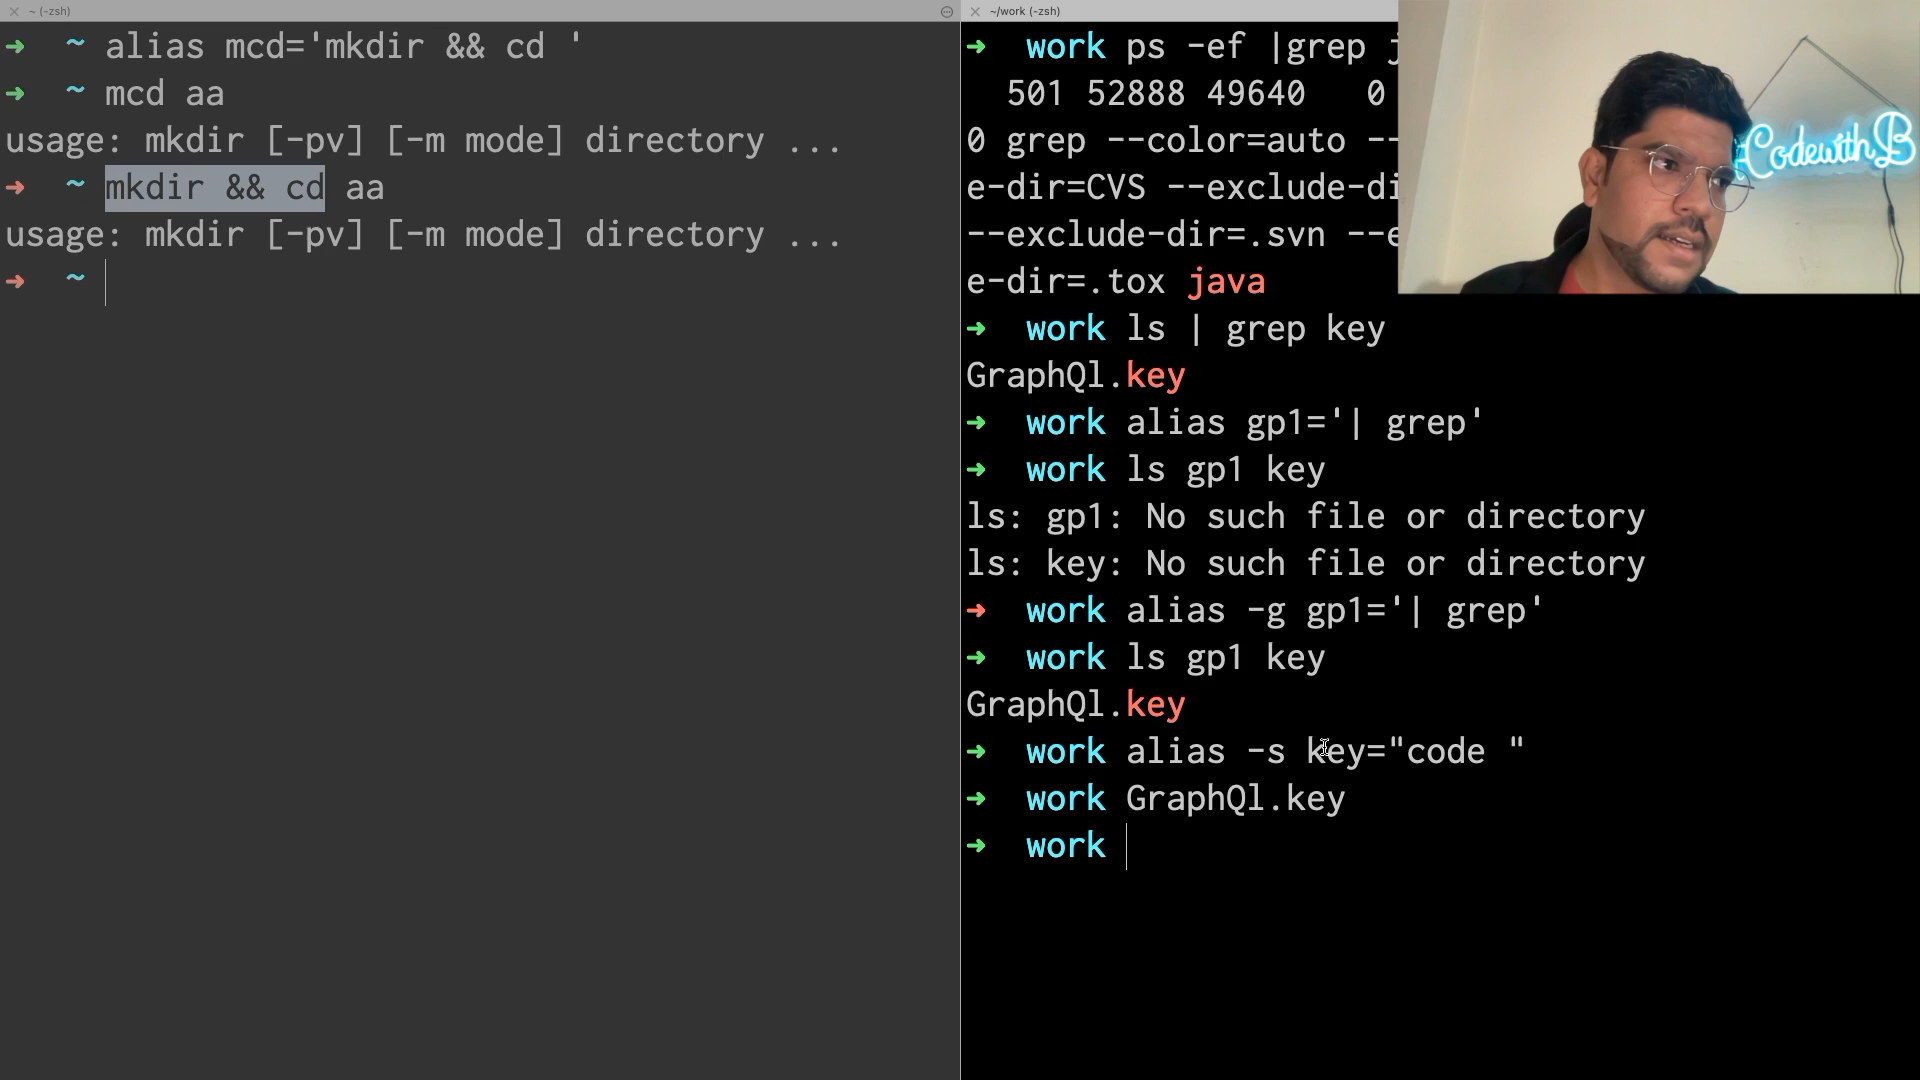 ~ (-zsh)
➜ ~ alias mcd='mkdir && cd '
➜ ~ mcd aa
usage: mkdir [-pv] [-m mode] directory ...
➜ ~ mkdir && cd aa
usage: mkdir [-pv] [-m mode] directory ...
➜ ~
~/work (-zsh)
➜ work ps -ef |grep j
501 52888 49640 0
0 grep --color=auto --
e-dir=CVS --exclude-di
--exclude-dir=.svn --e
e-dir=.tox java
➜ work ls | grep key
GraphQl.key
➜ work alias gp1='| grep'
➜ work ls gp1 key
ls: gp1: No such file or directory
ls: key: No such file or directory
➜ work alias -g gp1='| grep'
➜ work ls gp1 key
GraphQl.key
➜ work alias -s key="code "
➜ work GraphQl.key
➜ work
CodewithB